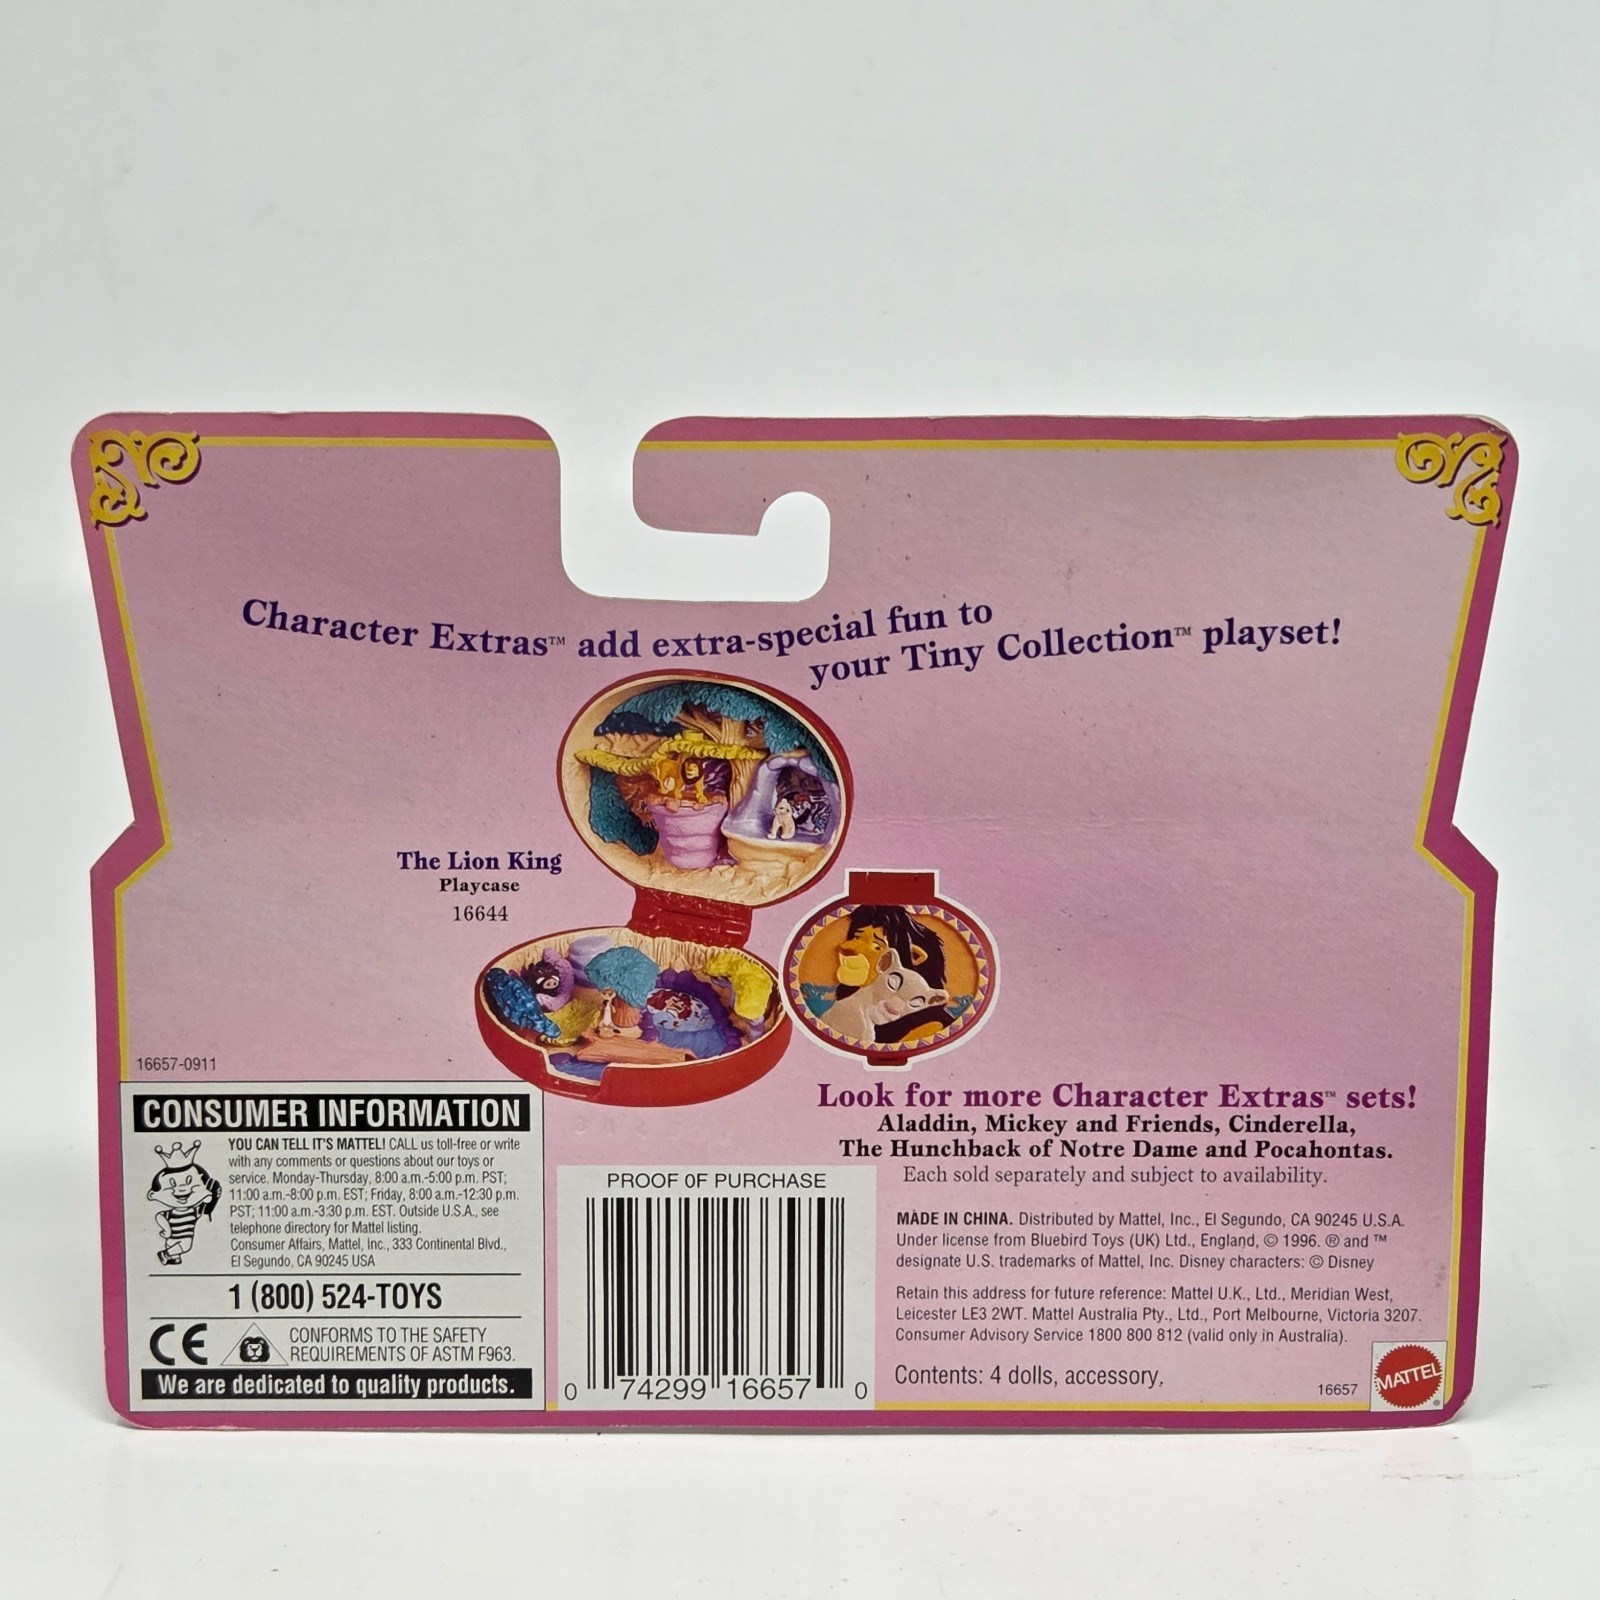 Character Extras™ add extra-special fun to
your Tiny Collection™ playset!
The Lion King
Playcase
16644
16657-0911
CONSUMER INFORMATION
YOU CAN TELL IT'S MATTEL! CALL us toll-free or write
with any comments or questions about our toys or
service. Monday-Thursday, 8:00 a.m.-5:00 p.m. PST;
11:00 a.m.-8:00 p.m. EST; Friday, 8:00 a.m.-12:30 p.m.
PST; 11:00 a.m.-3:30 p.m. EST. Outside U.S.A., see
telephone directory for Mattel listing.
Consumer Affairs, Mattel, Inc., 333 Continental Blvd.,
El Segundo, CA 90245 USA
1 (800) 524-TOYS
CE
CONFORMS TO THE SAFETY
REQUIREMENTS OF ASTM F963.
We are dedicated to quality products.
PROOF OF PURCHASE
0 74299 16657 0
Look for more Character Extras™ sets!
Aladdin, Mickey and Friends, Cinderella,
The Hunchback of Notre Dame and Pocahontas.
Each sold separately and subject to availability.
MADE IN CHINA. Distributed by Mattel, Inc., El Segundo, CA 90245 U.S.A.
Under license from Bluebird Toys (UK) Ltd., England, © 1996. ® and ™
designate U.S. trademarks of Mattel, Inc. Disney characters: © Disney
Retain this address for future reference: Mattel U.K., Ltd., Meridian West,
Leicester LE3 2WT. Mattel Australia Pty., Ltd., Port Melbourne, Victoria 3207.
Consumer Advisory Service 1800 800 812 (valid only in Australia).
Contents: 4 dolls, accessory.
16657
MATTEL®